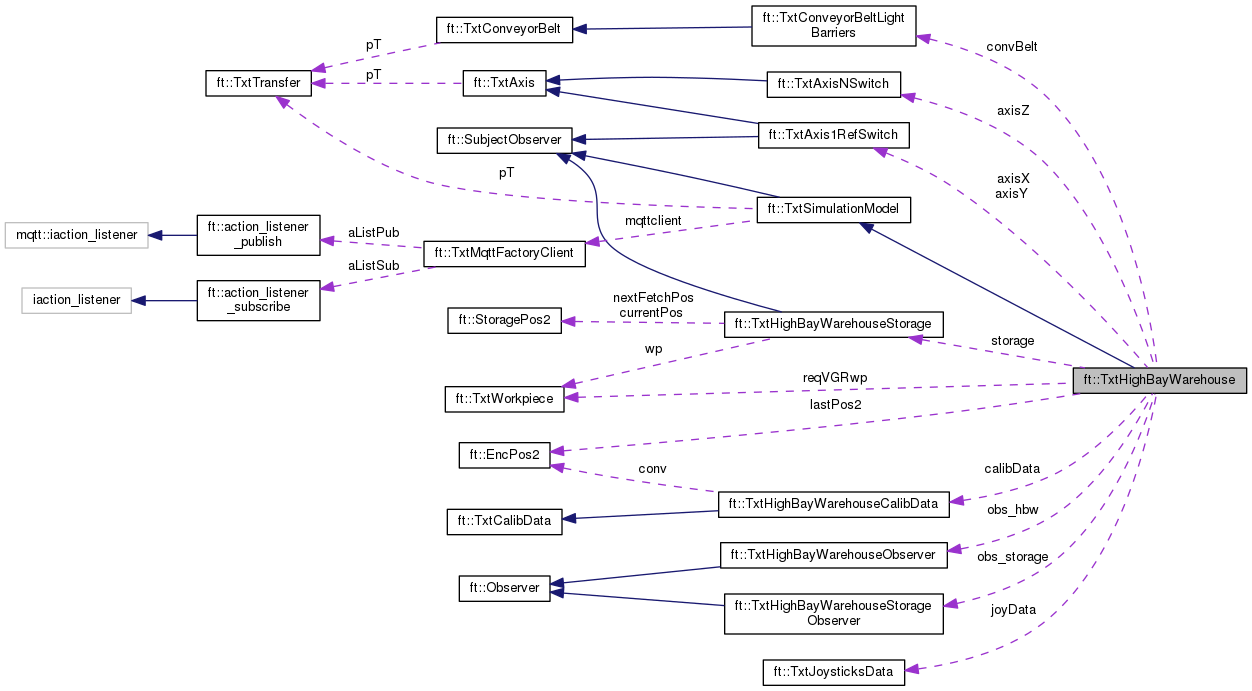 ft::TxtConveyorBeltLight
Barriers
ft::TxtConveyorBelt
convBelt
pT
pT
ft::TxtTransfer
ft::TxtAxis
ft::TxtAxisNSwitch
axisZ
ft::SubjectObserver
ft::TxtAxis1RefSwitch
pT
axisX
axisY
ft::TxtSimulationModel
mqttclient
ft::action_listener
_publish
mqtt::iaction_listener
aListPub
ft::TxtMqttFactoryClient
aListSub
ft::action_listener
_subscribe
iaction_listener
nextFetchPos
currentPos
ft::StoragePos2
ft::TxtHighBayWarehouseStorage
storage
wp
reqVGRwp
ft::TxtHighBayWarehouse
ft::TxtWorkpiece
lastPos2
ft::EncPos2
conv
calibData
ft::TxtHighBayWarehouseCalibData
obs_hbw
ft::TxtCalibData
ft::TxtHighBayWarehouseObserver
obs_storage
ft::Observer
ft::TxtHighBayWarehouseStorage
Observer
joyData
ft::TxtJoysticksData